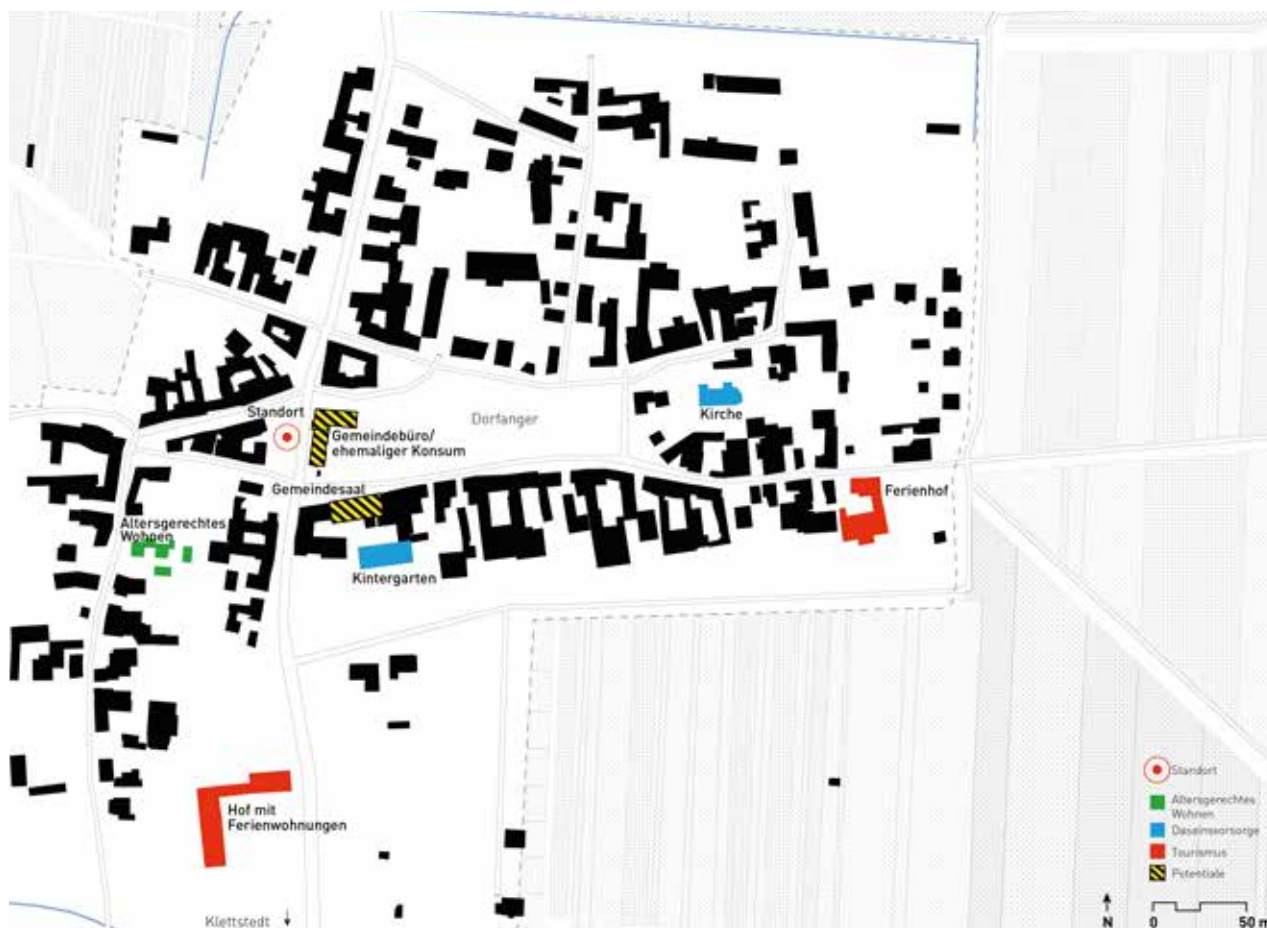 Standort
Dorfanger
Kirche
Gemeindebüro/
ehemaliger Konsum
Gemeindesaal
Ferienhof
Altersgerechtes
Wohnen
Kintergarten
Hof mit
Ferienwohnungen
Klettstedt
Standort
Altersgerechtes
Wohnen
Daseinsvorsorge
Tourismus
Potentiale
N
0
50 m